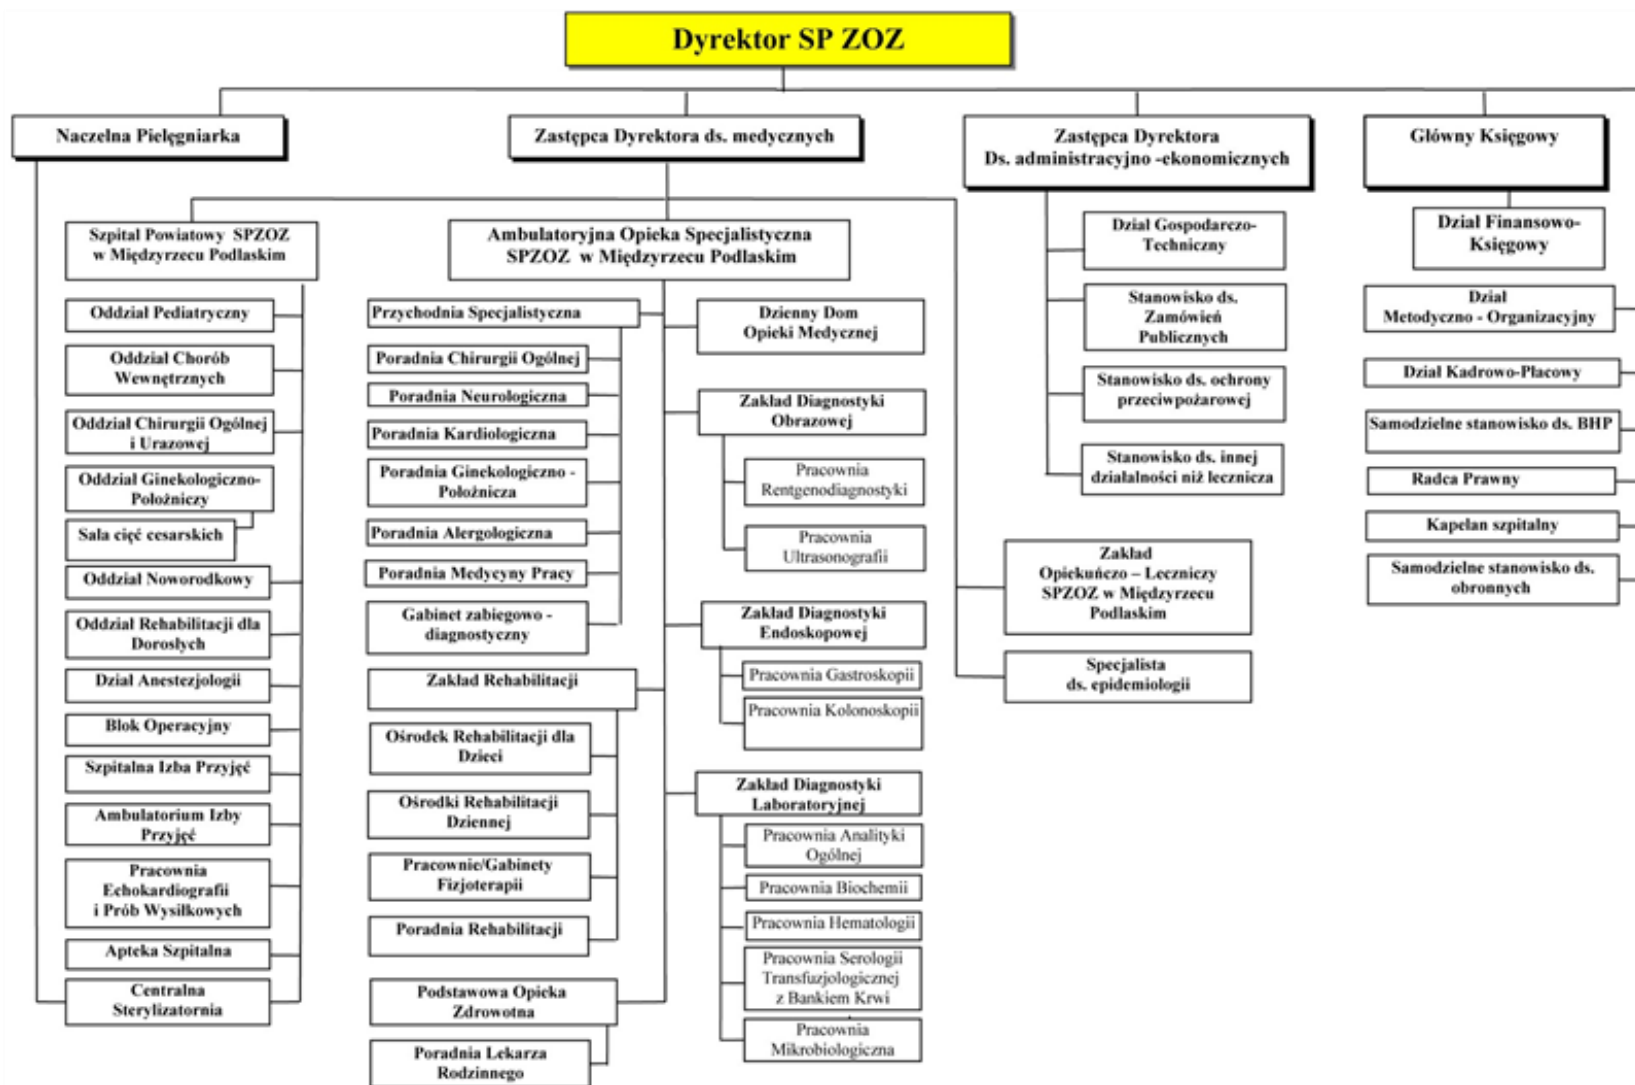 Dyrektor SP ZOZ
Naczelna Pielęgniarka
Zastępca Dyrektora ds. medycznych
Zastępca Dyrektora
Ds. administracyjno -ekonomicznych
Główny Księgowy
Szpital Powiatowy SPZOZ
w Międzyrzecu Podlaskim
Oddział Pediatryczny
Oddział Chorób
Wewnętrznych
Oddział Chirurgii Ogólnej
i Urazowej
Oddział Ginekologiczno-
Położniczy
Sala cięć cesarskich
Oddział Noworodkowy
Oddział Rehabilitacji dla
Dorosłych
Dział Anestezjologii
Blok Operacyjny
Szpitalna Izba Przyjęć
Ambulatorium Izby
Przyjęć
Pracownia
Echokardiografii
i Prób Wysiłkowych
Apteka Szpitalna
Centralna
Sterylizatornia
Ambulatoryjna Opieka Specjalistyczna
SPZOZ w Międzyrzecu Podlaskim
Przychodnia Specjalistyczna
Poradnia Chirurgii Ogólnej
Poradnia Neurologiczna
Poradnia Kardiologiczna
Poradnia Ginekologiczno -
Położnicza
Poradnia Alergologiczna
Poradnia Medycyny Pracy
Gabinet zabiegowo -
diagnostyczny
Zakład Rehabilitacji
Ośrodek Rehabilitacji dla
Dzieci
Ośrodki Rehabilitacji
Dziennej
Pracownie/Gabinety
Fizjoterapii
Poradnia Rehabilitacji
Podstawowa Opieka
Zdrowotna
Poradnia Lekarza
Rodzinnego
Dzienny Dom
Opieki Medycznej
Zakład Diagnostyki
Obrazowej
Pracownia
Rentgenodiagnostyki
Pracownia
Ultrasonografii
Zakład Diagnostyki
Endoskopowej
Pracownia Gastroskopii
Pracownia Kolonoskopii
Zakład Diagnostyki
Laboratoryjnej
Pracownia Analityki
Ogólnej
Pracownia Biochemii
Pracownia Hematologii
Pracownia Serologii
Transfuzjologicznej
z Bankiem Krwi
Pracownia
Mikrobiologiczna
Zakład
Opiekuńczo – Leczniczy
SPZOZ w Międzyrzecu
Podlaskim
Specjalista
ds. epidemiologii
Dział Gospodarczo-
Techniczny
Stanowisko ds.
Zamówień
Publicznych
Stanowisko ds. ochrony
przeciwpożarowej
Stanowisko ds. innej
działalności niż lecznicza
Dział Finansowo-
Księgowy
Dział
Metodyczno - Organizacyjny
Dział Kadrowo-Płacowy
Samodzielne stanowisko ds. BHP
Radca Prawny
Kapelan szpitalny
Samodzielne stanowisko ds.
obronnych